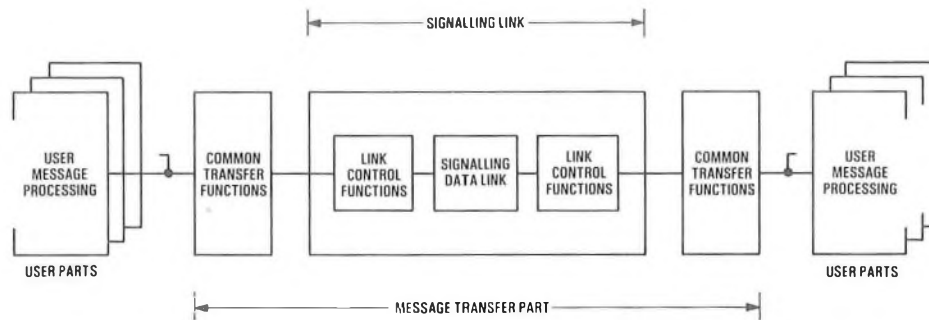 SIGNALLING LINK
USER
MESSAGE
PROCESSING
COMMON
TRANSFER
FUNCTIONS
LINK
CONTROL
FUNCTIONS
SIGNALLING
DATA LINK
LINK
CONTROL
FUNCTIONS
COMMON
TRANSFER
FUNCTIONS
USER
MESSAGE
PROCESSING
USER PARTS
USER PARTS
MESSAGE TRANSFER PART